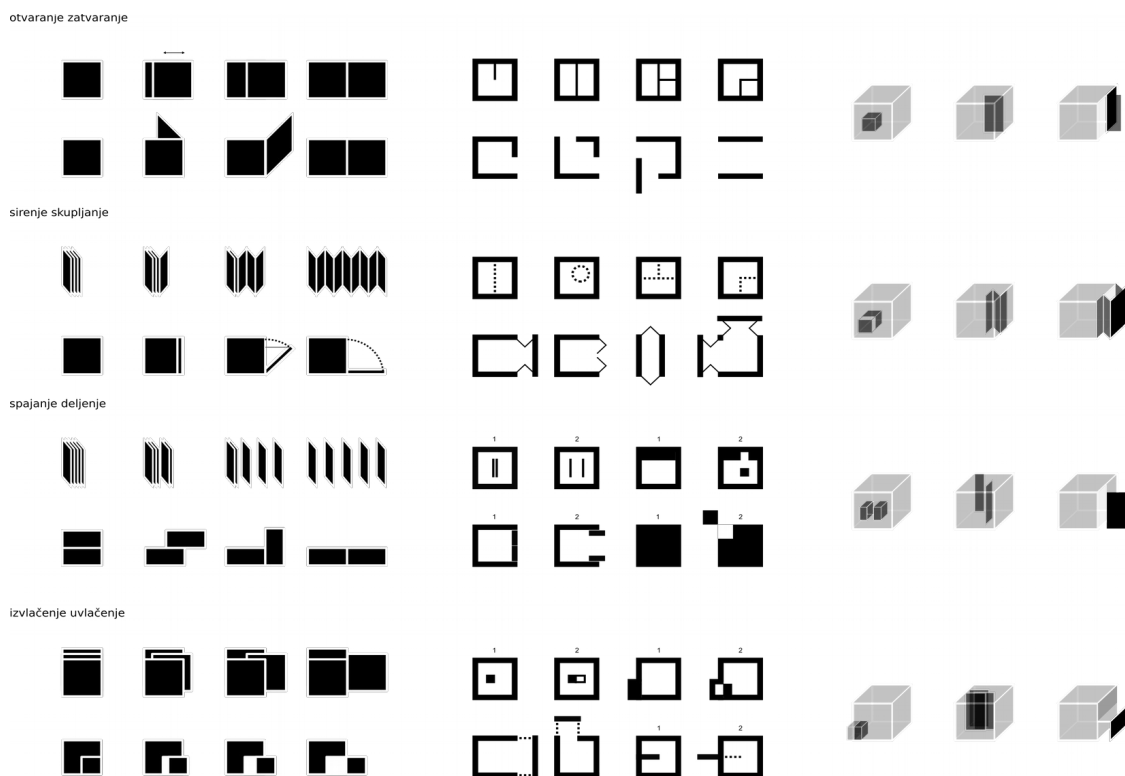 otvaranje zatvaranje
sirenje skupljanje
spajanje deljenje
1 2 1 2
1 2 1 2
izvlačenje uvlačenje
1 2 1 2
1 2